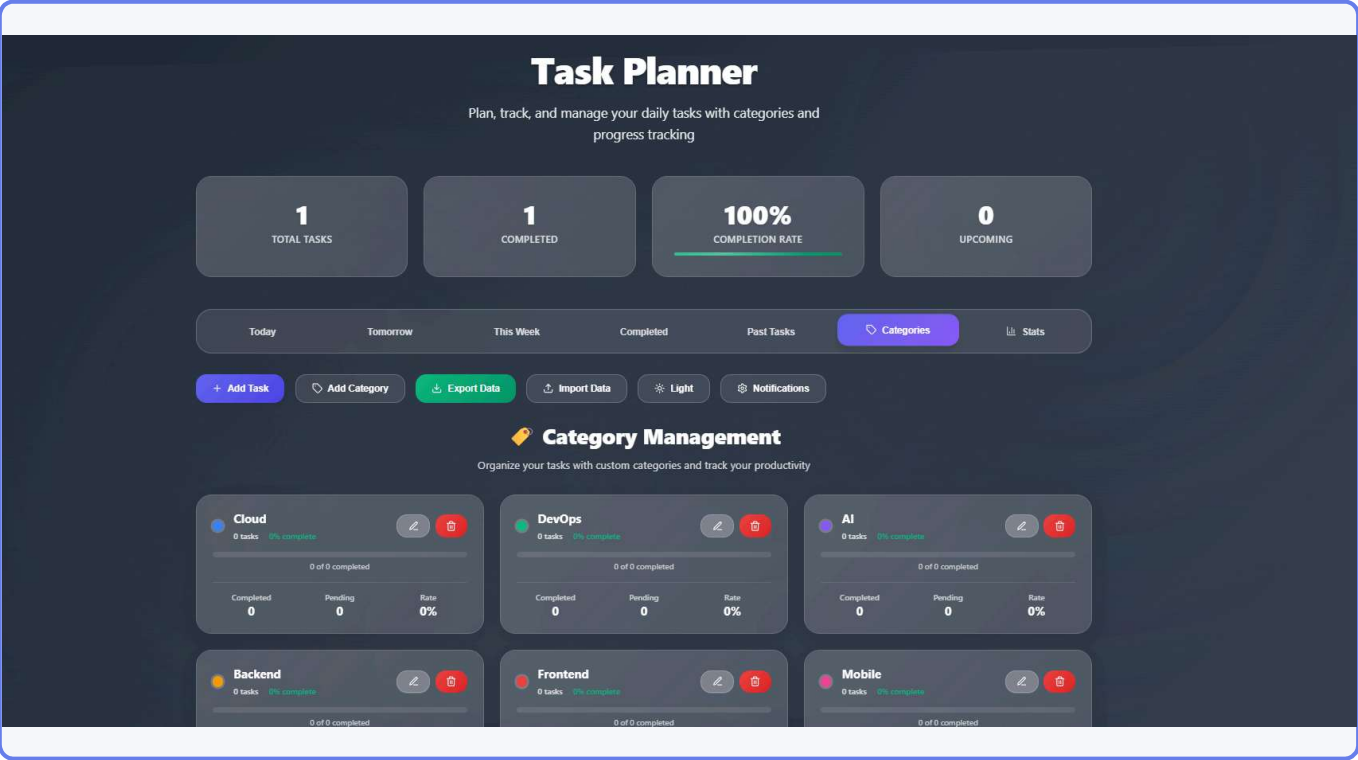 Task Planner
Plan, track, and manage your daily tasks with categories and
progress tracking
1
TOTAL TASKS
1
COMPLETED
100%
COMPLETION RATE
0
UPCOMING
Today Tomorrow This Week Completed Past Tasks Categories Stats
+ Add Task Add Category Export Data Import Data Light Notifications
Category Management
Organize your tasks with custom categories and track your productivity
Cloud
0 tasks 0% complete
0 of 0 completed
Completed Pending Rate
0 0 0%
DevOps
0 tasks 0% complete
0 of 0 completed
Completed Pending Rate
0 0 0%
AI
0 tasks 0% complete
0 of 0 completed
Completed Pending Rate
0 0 0%
Backend
0 tasks 0% complete
0 of 0 completed
Frontend
0 tasks 0% complete
0 of 0 completed
Mobile
0 tasks 0% complete
0 of 0 completed